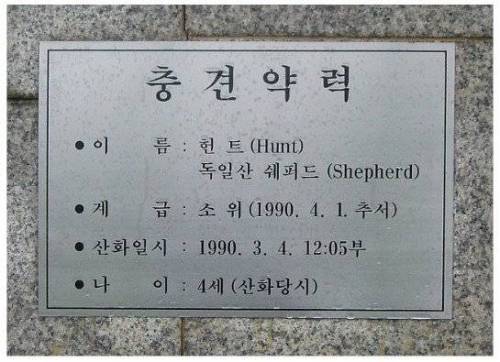 충견약력
● 이 름 : 헌트(Hunt)
독일산 쉐퍼드(Shepherd)
● 계 급 : 소위(1990. 4. 1. 추서)
● 산화일시 : 1990. 3. 4. 12:05부
● 나 이 : 4세(산화당시)